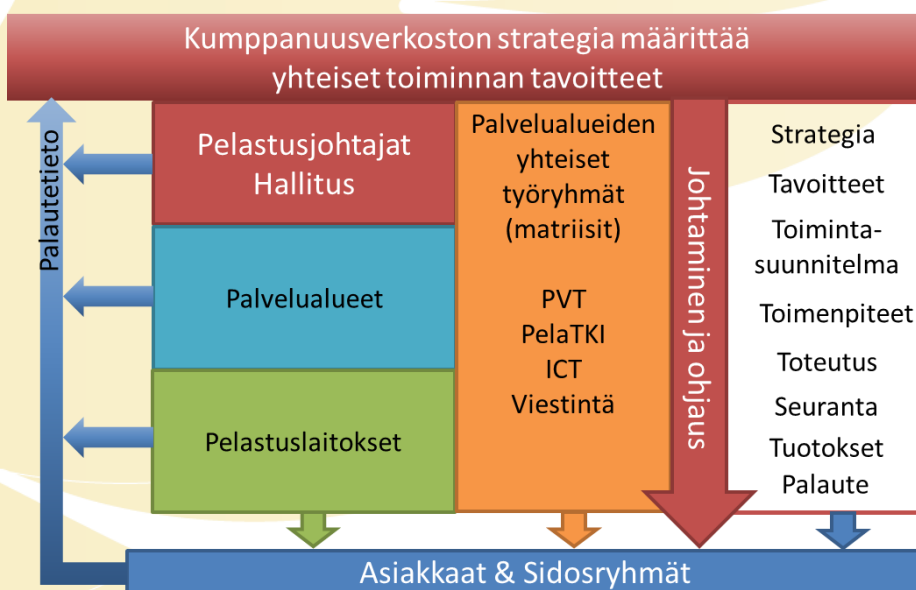 Kumppanuusverkoston strategia määrittää
yhteiset toiminnan tavoitteet
Palautetieto
Pelastusjohtajat
Hallitus
Palvelualueet
Pelastuslaitokset
Palvelualueiden
yhteiset
työryhmät
(matriisit)
PVT
PelaTKI
ICT
Viestintä
Johtaminen ja ohjaus
Strategia
Tavoitteet
Toiminta-
suunnitelma
Toimenpiteet
Toteutus
Seuranta
Tuotokset
Palaute
Asiakkaat & Sidosryhmät